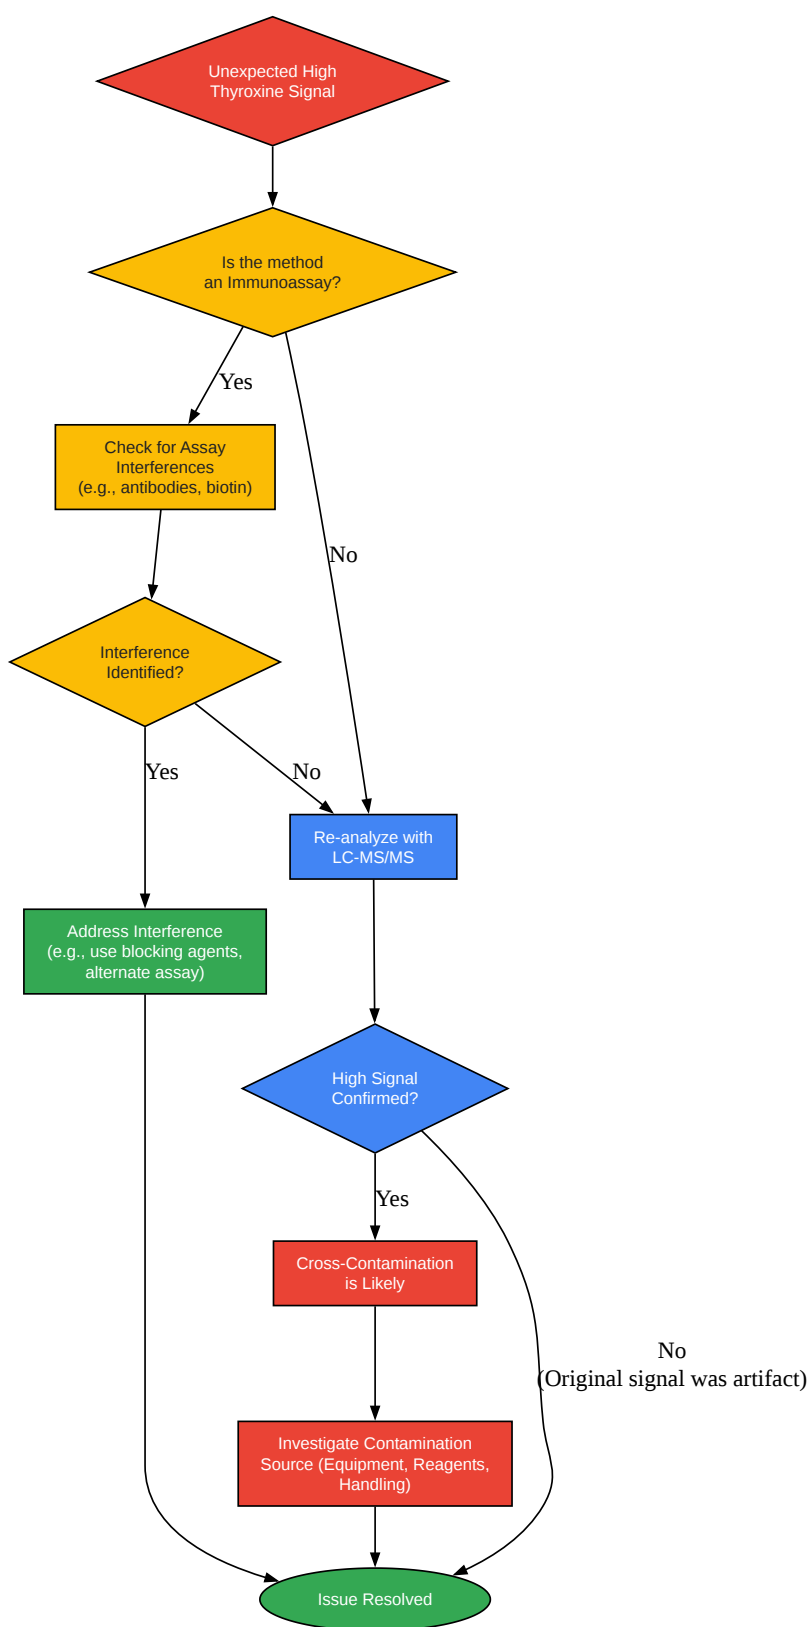 Unexpected High
Thyroxine Signal
Is the method
an Immunoassay?
Yes
Check for Assay
Interferences
(e.g., antibodies, biotin)
No
Interference
Identified?
Yes
No
Re-analyze with
LC-MS/MS
Address Interference
(e.g., use blocking agents,
alternate assay)
High Signal
Confirmed?
Yes
Cross-Contamination
is Likely
No
(Original signal was artifact)
Investigate Contamination
Source (Equipment, Reagents,
Handling)
Issue Resolved